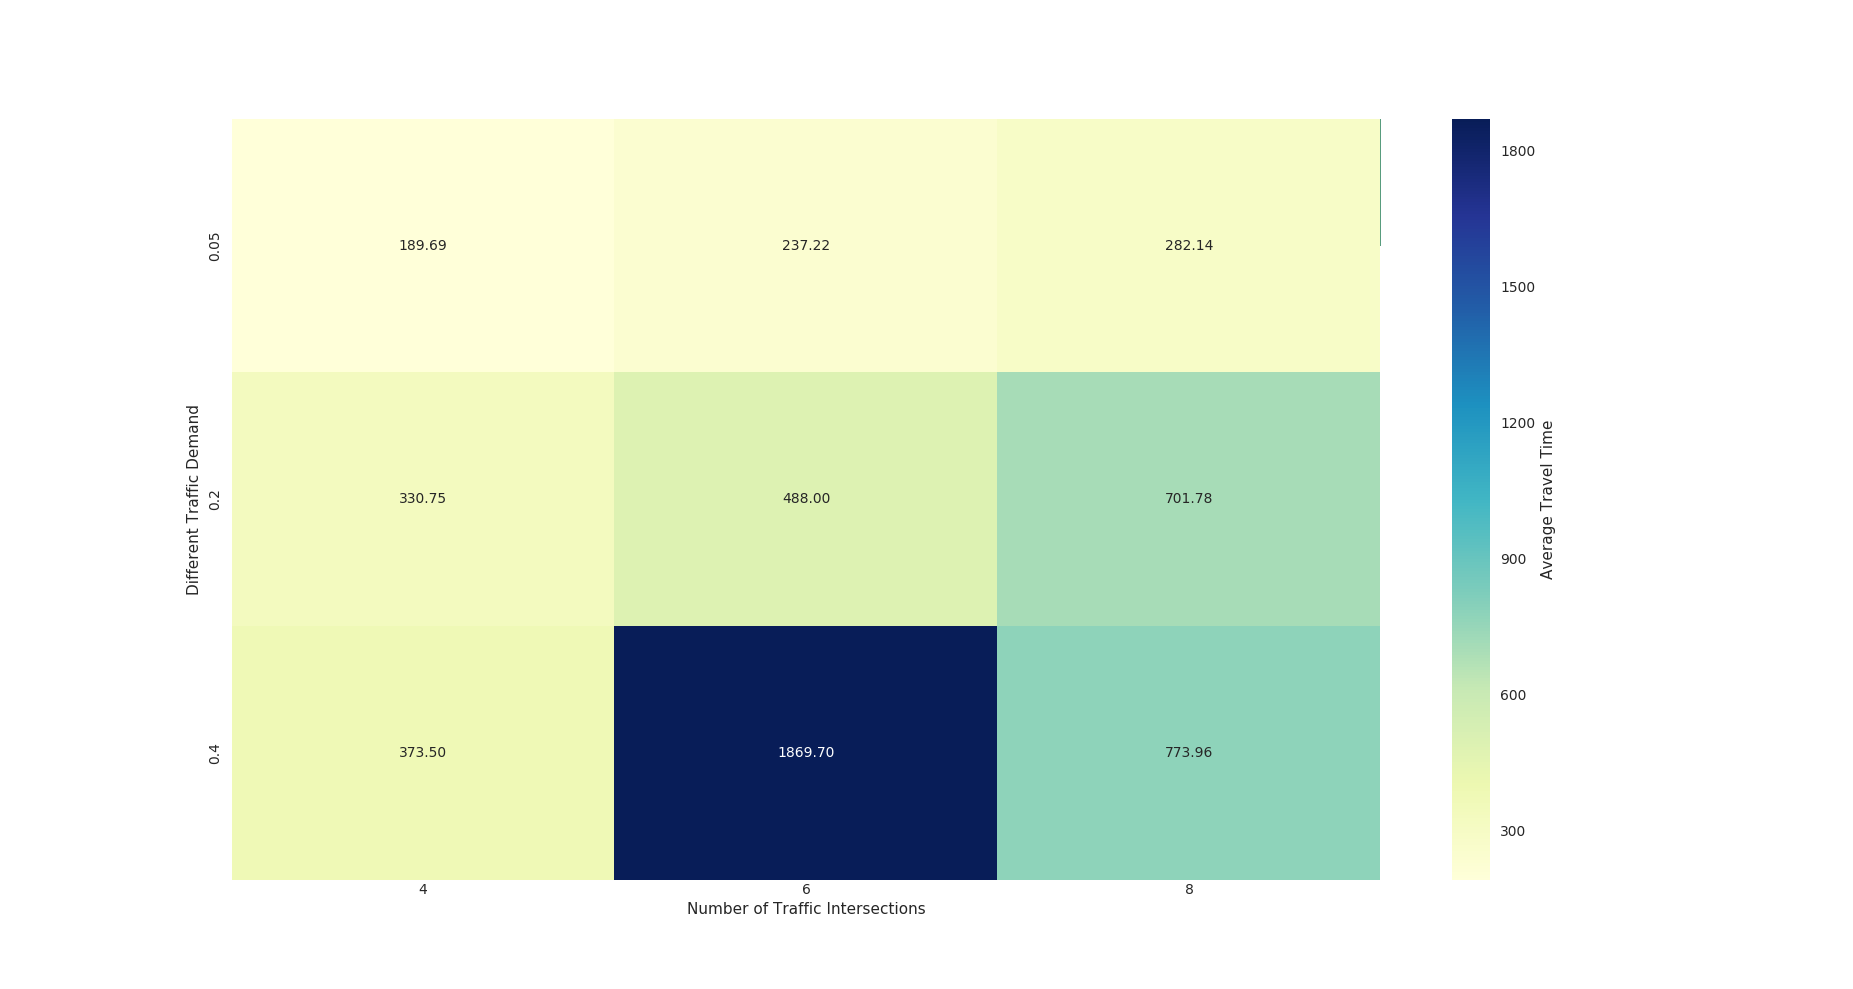 189.69 237.22 282.14
330.75 488.00 701.78
373.50 1869.70 773.96
0.05
0.2
0.4
Different Traffic Demand
4 6 8
Number of Traffic Intersections
1800
1500
1200
900
600
300
Average Travel Time